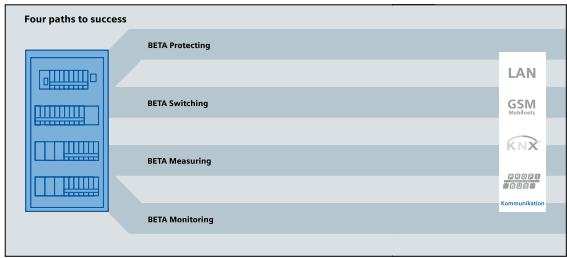 Four paths to success
BETA Protecting
BETA Switching
BETA Measuring
BETA Monitoring
LAN
GSM
Mobilnetz
KNX
PROFI
BUS
Kommunikation